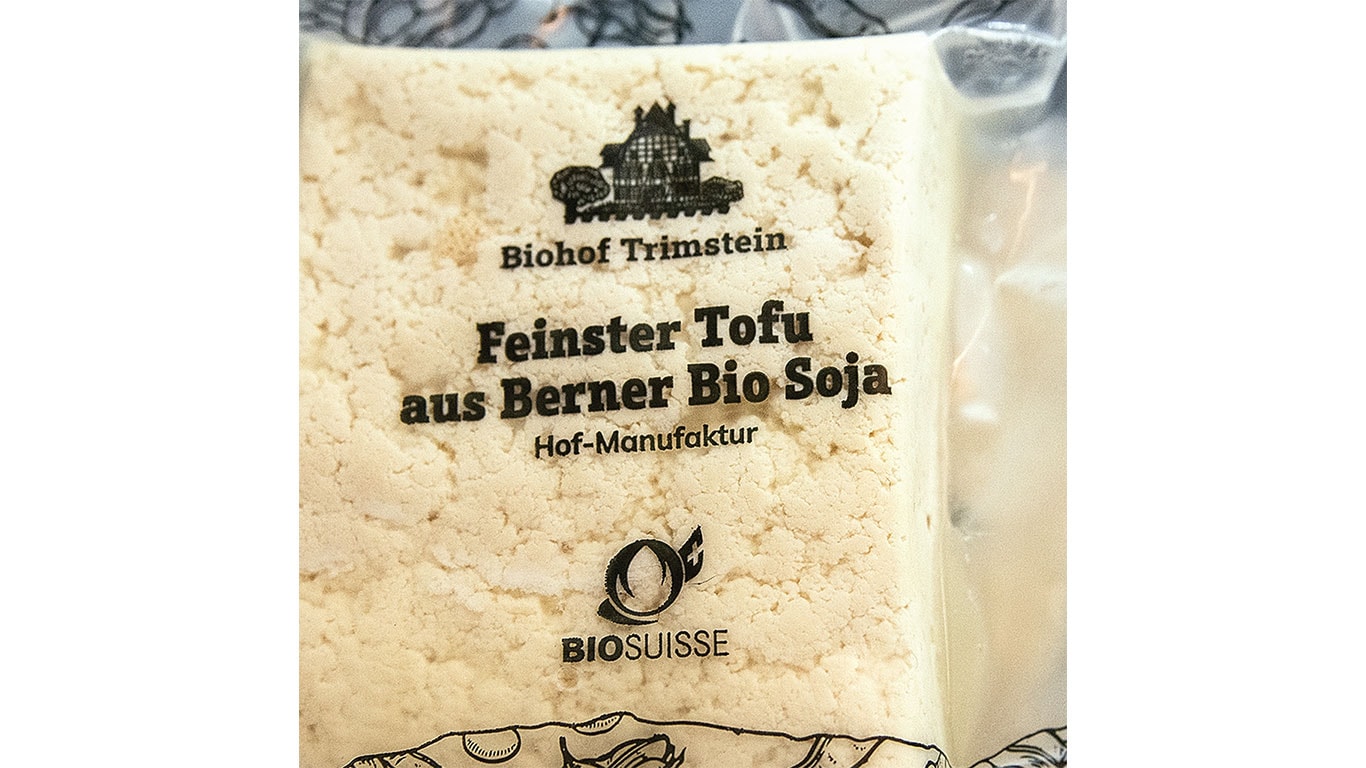 Biohof Trimstein
Feinster Tofu
aus Berner Bio Soja
Hof-Manufaktur
BIOSUISSE